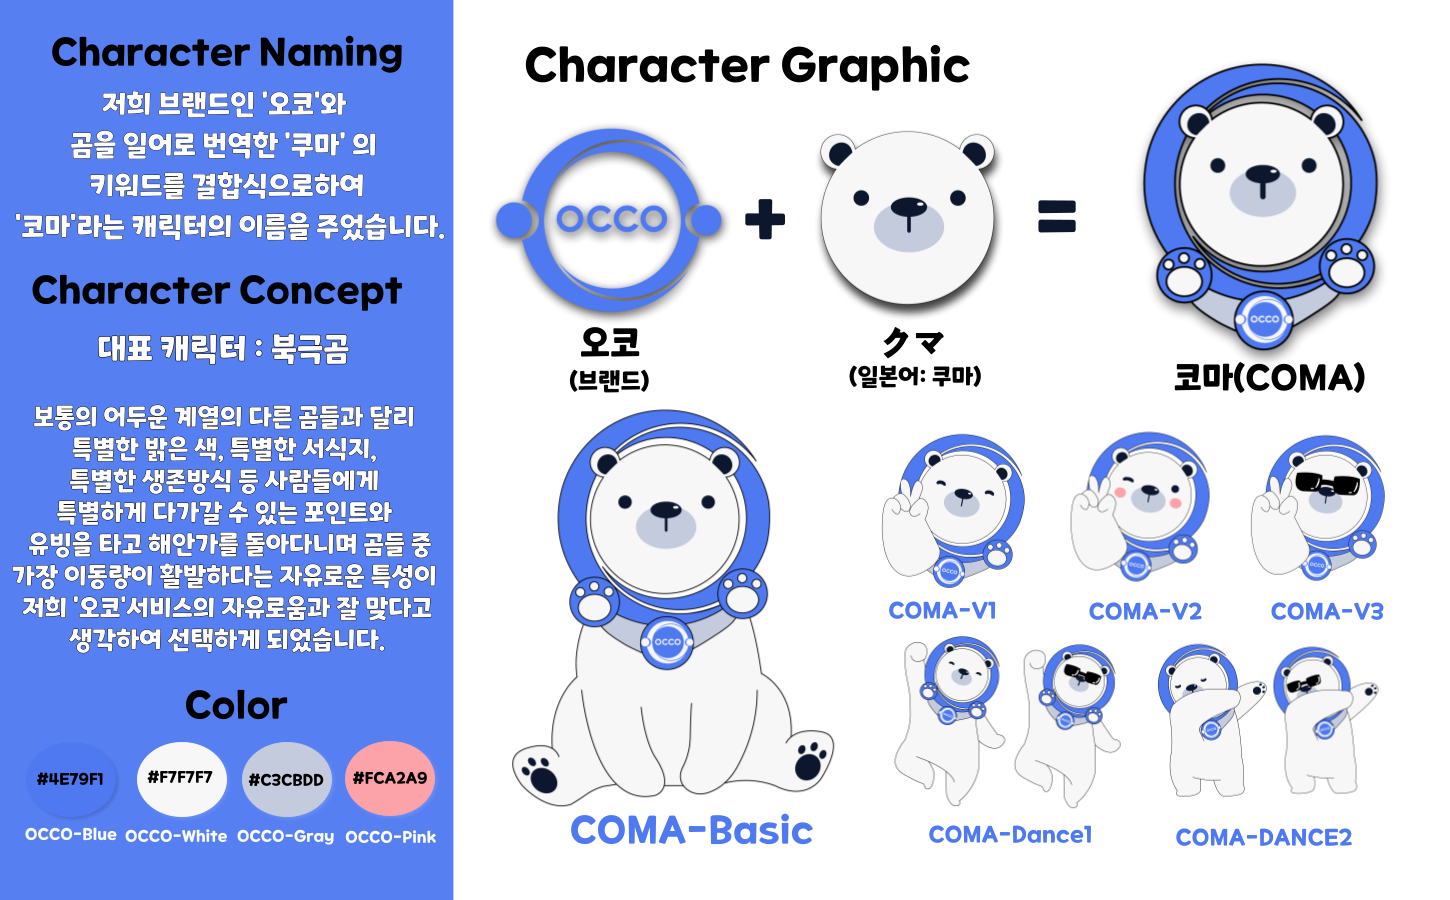 Character Naming
저희 브랜드인 '오코'와
곰을 일어로 번역한 '쿠마' 의
키워드를 결합식으로하여
'코마'라는 캐릭터의 이름을 주었습니다.
Character Concept
대표 캐릭터 : 북극곰
보통의 어두운 계열의 다른 곰들과 달리
특별한 밝은 색, 특별한 서식지,
특별한 생존방식 등 사람들에게
특별하게 다가갈 수 있는 포인트와
유빙을 타고 해안가를 돌아다니며 곰들 중
가장 이동량이 활발하다는 자유로운 특성이
저희 '오코'서비스의 자유로움과 잘 맞다고
생각하여 선택하게 되었습니다.
Color
#4E79F1
#F7F7F7
#C3CBDD
#FCA2A9
OCCO-Blue
OCCO-White
OCCO-Gray
OCCO-Pink
Character Graphic
OCCO
+
=
OCCO
오코
(브랜드)
クマ
(일본어: 쿠마)
코마(COMA)
OCCO
COMA-Basic
OCCO
OCCO
OCCO
COMA-V1
COMA-V2
COMA-V3
OCCO
OCCO
OCCO
OCCO
COMA-Dance1
COMA-DANCE2